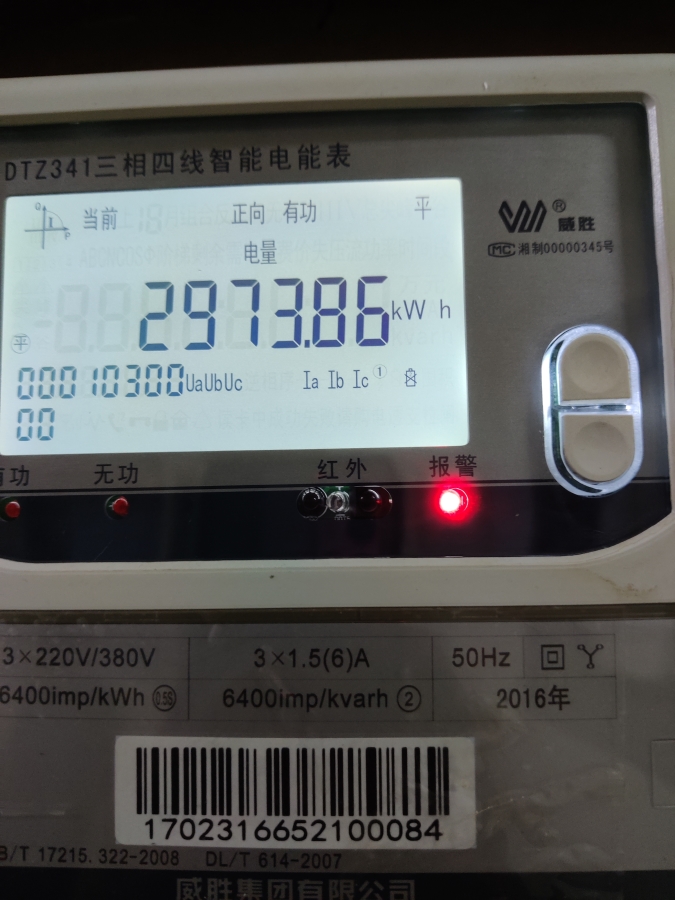 DTZ341三相四线智能电能表
当前 正向 有功 平
电量
2973.86kWh
平
00010300 UaUbUc Ia Ib Ic ①
00
威胜®
MC 湘制00000345号
功 无功 红外 报警
3×220V/380V 3×1.5(6)A 50Hz
6400imp/kWh 0.5S 6400imp/kvarh ② 2016年
1702316652100084
/T 17215.322-2008 DL/T 614-2007
威胜集团有限公司